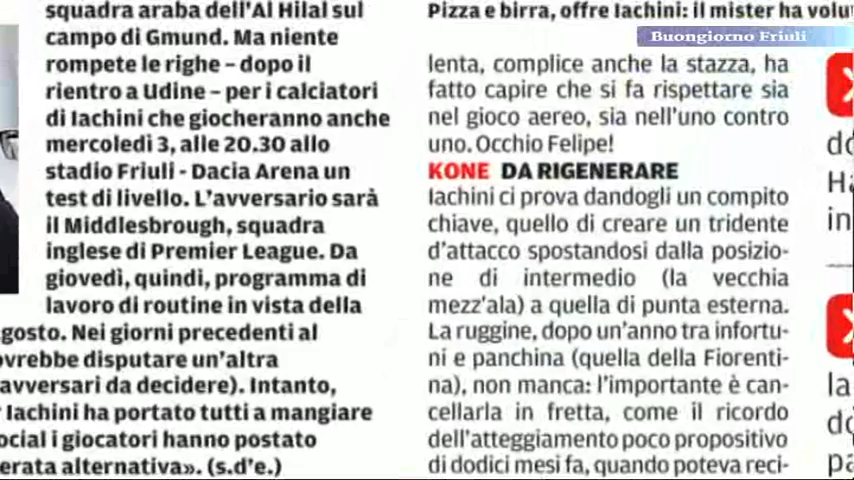 squadra araba dell'Al Hilal sul
campo di Gmund. Ma niente
rompete le righe – dopo il
rientro a Udine – per i calciatori
di Iachini che giocheranno anche
mercoledì 3, alle 20.30 allo
stadio Friuli - Dacia Arena un
test di livello. L'avversario sarà
il Middlesbrough, squadra
inglese di Premier League. Da
giovedì, quindi, programma di
lavoro di routine in vista della
gosto. Nei giorni precedenti al
ovrebbe disputare un'altra
avversari da decidere). Intanto,
r Iachini ha portato tutti a mangiare
ocial i giocatori hanno postato
erata alternativa». (s.d'e.)
Pizza e birra, offre Iachini: il mister ha volu
Buongiorno Friuli
lenta, complice anche la stazza, ha
fatto capire che si fa rispettare sia
nel gioco aereo, sia nell'uno contro
uno. Occhio Felipe!
KONE DA RIGENERARE
Iachini ci prova dandogli un compito
chiave, quello di creare un tridente
d'attacco spostandosi dalla posizio-
ne di intermedio (la vecchia
mezz'ala) a quella di punta esterna.
La ruggine, dopo un'anno tra infortu-
ni e panchina (quella della Fiorenti-
na), non manca: l'importante è can-
cellarla in fretta, come il ricordo
dell'atteggiamento poco propositivo
di dodici mesi fa, quando poteva reci-
do
Ha
in
la
do
pa